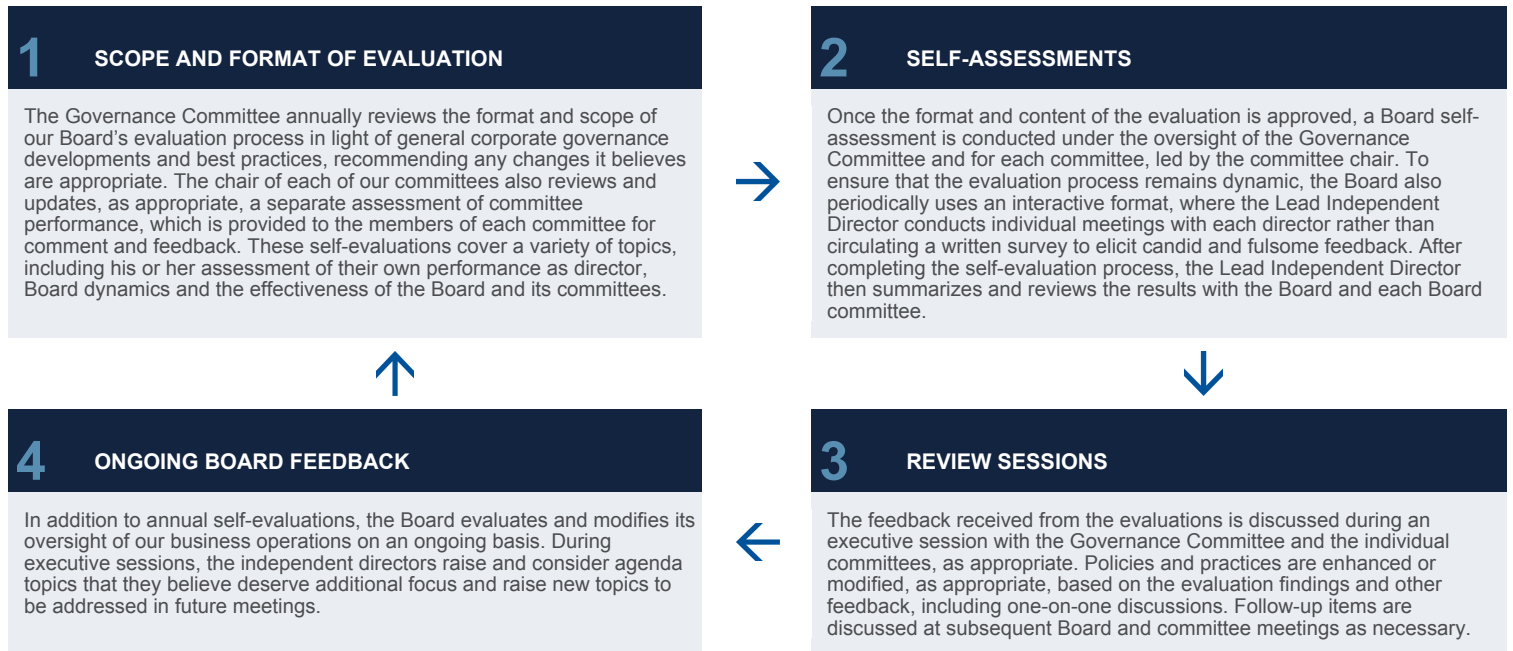 1
SCOPE AND FORMAT OF EVALUATION
The Governance Committee annually reviews the format and scope of
our Board’s evaluation process in light of general corporate governance
developments and best practices, recommending any changes it believes
are appropriate. The chair of each of our committees also reviews and
updates, as appropriate, a separate assessment of committee
performance, which is provided to the members of each committee for
comment and feedback. These self-evaluations cover a variety of topics,
including his or her assessment of their own performance as director,
Board dynamics and the effectiveness of the Board and its committees.
2
SELF-ASSESSMENTS
Once the format and content of the evaluation is approved, a Board self-
assessment is conducted under the oversight of the Governance
Committee and for each committee, led by the committee chair. To
ensure that the evaluation process remains dynamic, the Board also
periodically uses an interactive format, where the Lead Independent
Director conducts individual meetings with each director rather than
circulating a written survey to elicit candid and fulsome feedback. After
completing the self-evaluation process, the Lead Independent Director
then summarizes and reviews the results with the Board and each Board
committee.
3
REVIEW SESSIONS
The feedback received from the evaluations is discussed during an
executive session with the Governance Committee and the individual
committees, as appropriate. Policies and practices are enhanced or
modified, as appropriate, based on the evaluation findings and other
feedback, including one-on-one discussions. Follow-up items are
discussed at subsequent Board and committee meetings as necessary.
4
ONGOING BOARD FEEDBACK
In addition to annual self-evaluations, the Board evaluates and modifies its
oversight of our business operations on an ongoing basis. During
executive sessions, the independent directors raise and consider agenda
topics that they believe deserve additional focus and raise new topics to
be addressed in future meetings.